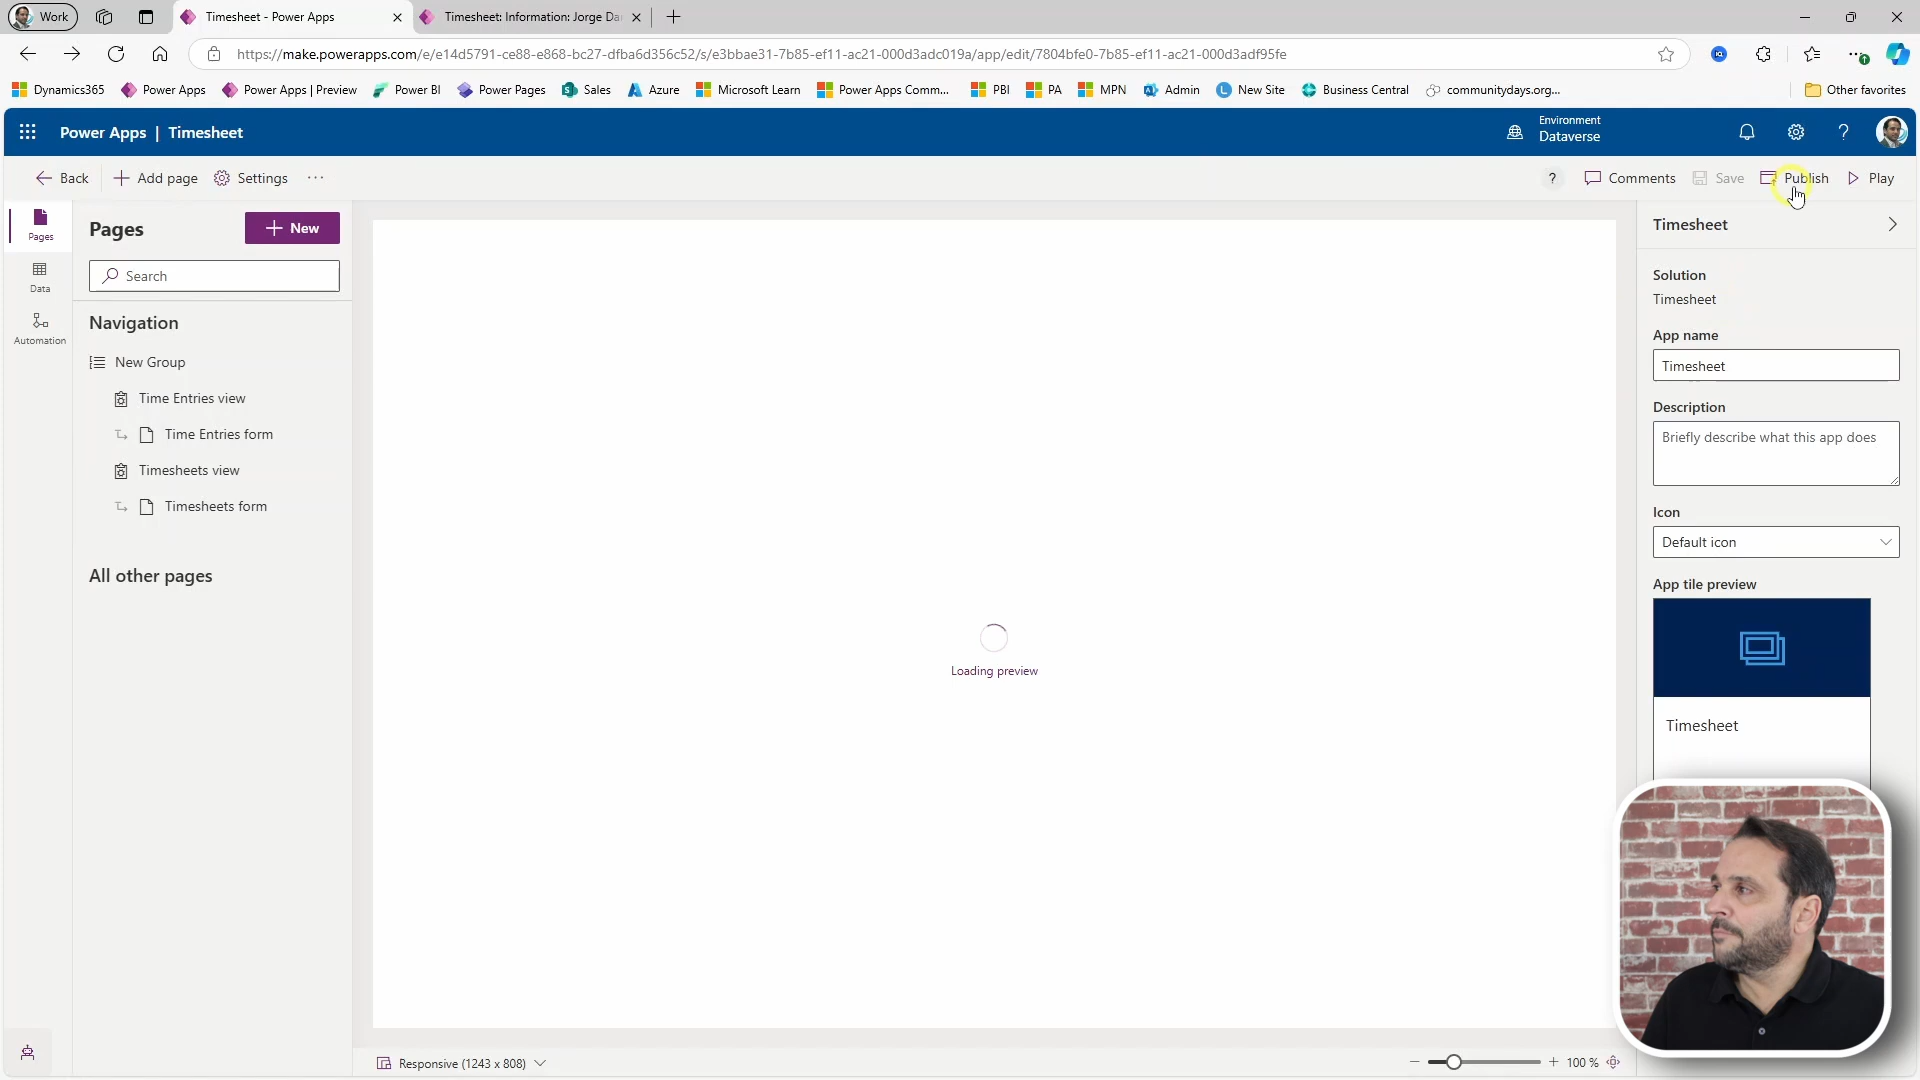 Work
Timesheet - Power Apps
Timesheet: Information: Jorge Da
https://make.powerapps.com/e/e14d5791-ce88-e868-bc27-dfba6d356c52/s/e3bbae31-7b85-ef11-ac21-000d3adc019a/app/edit/7804bfe0-7b85-ef11-ac21-000d3adf95fe
Dynamics365 Power Apps Power Apps | Preview Power BI Power Pages Sales Azure Microsoft Learn Power Apps Comm... PBI PA MPN Admin New Site Business Central communitydays.org... Other favorites
Power Apps | Timesheet
Environment
Dataverse
?
Back Add page Settings ...
? Comments Save Publish Play
Pages
Data
Automation
Pages
New
Search
Navigation
New Group
Time Entries view
Time Entries form
Timesheets view
Timesheets form
All other pages
Loading preview
Responsive (1243 x 808)
100 %
Timesheet
Solution
Timesheet
App name
Timesheet
Description
Briefly describe what this app does
Icon
Default icon
App tile preview
Timesheet